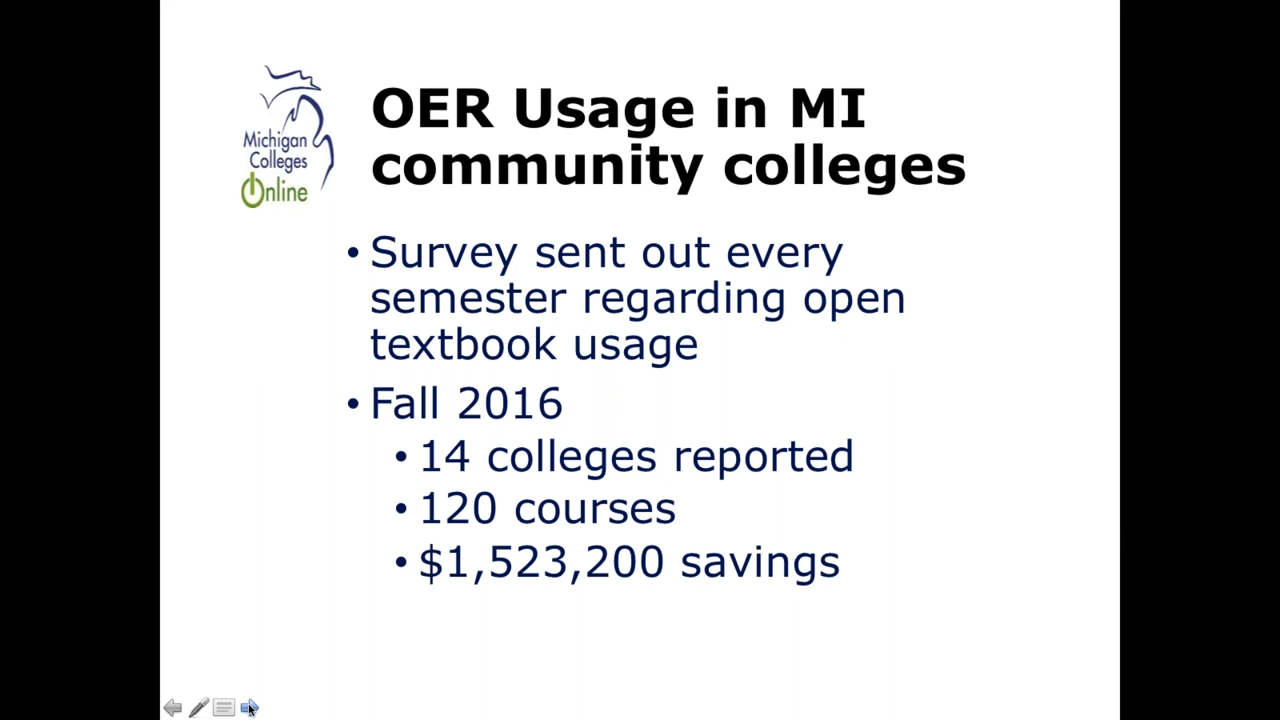 Michigan
Colleges
Online
OER Usage in MI
community colleges
• Survey sent out every
semester regarding open
textbook usage
• Fall 2016
• 14 colleges reported
• 120 courses
• $1,523,200 savings